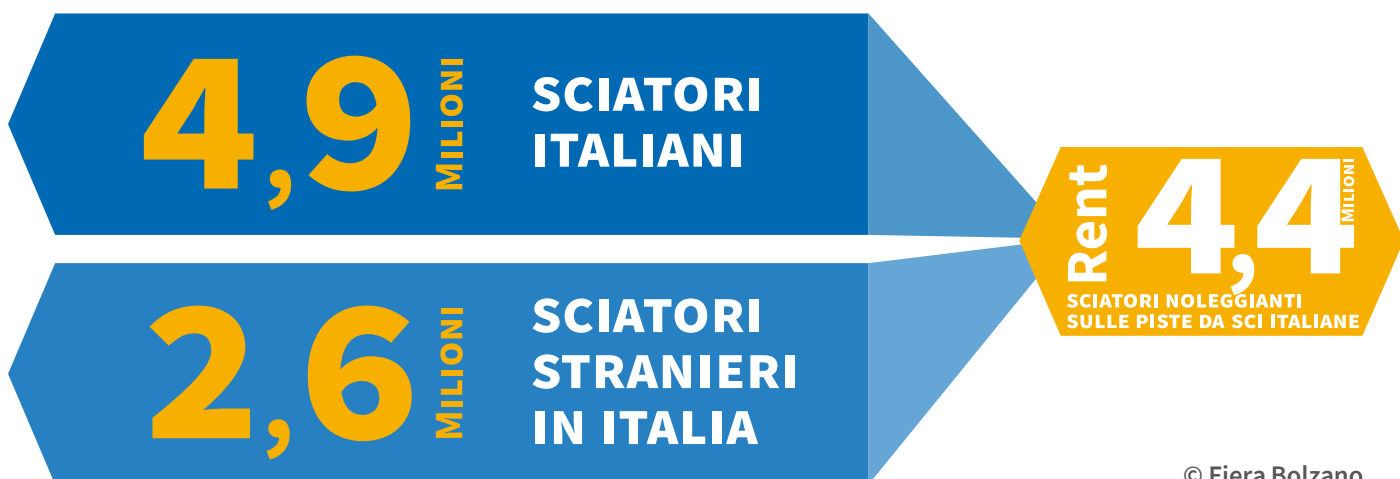 4,9 MILIONI
SCIATORI
ITALIANI
2,6 MILIONI
SCIATORI
STRANIERI
IN ITALIA
Rent 4,4 MILIONI
SCIATORI NOLEGGIANTI
SULLE PISTE DA SCI ITALIANE
© Fiera Bolzano